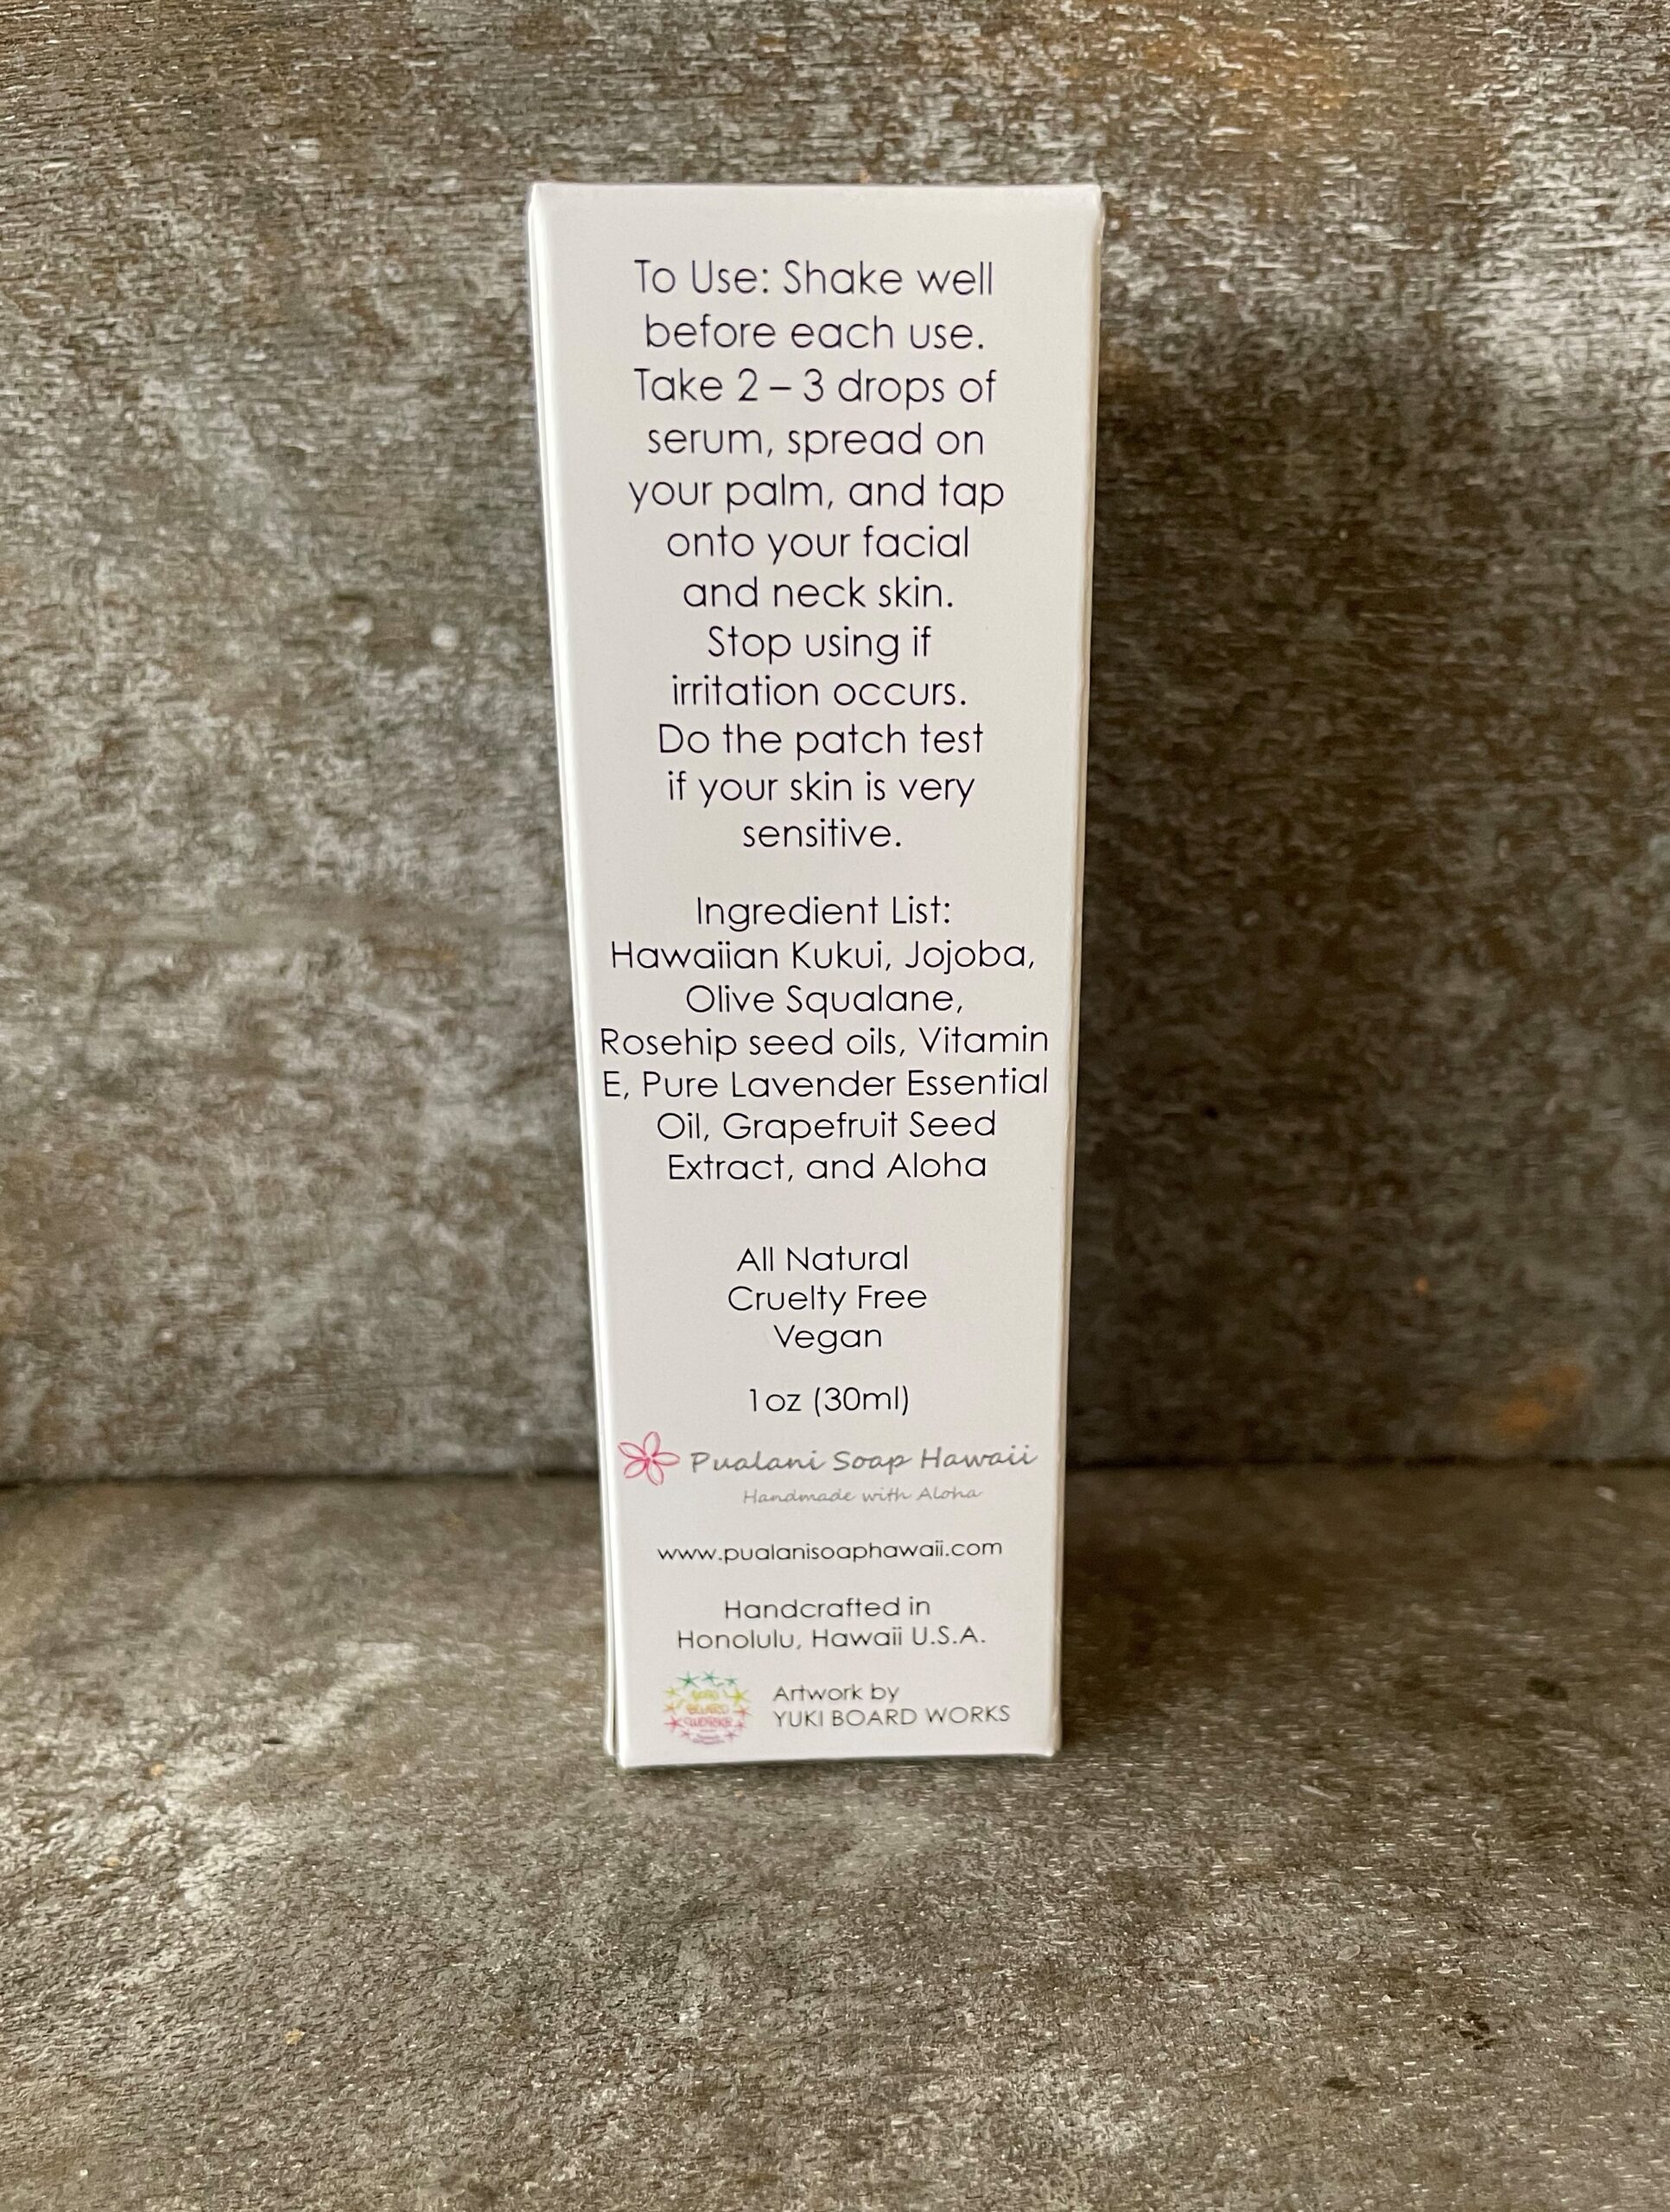 To Use: Shake well
before each use.
Take 2 – 3 drops of
serum, spread on
your palm, and tap
onto your facial
and neck skin.
Stop using if
irritation occurs.
Do the patch test
if your skin is very
sensitive.
Ingredient List:
Hawaiian Kukui, Jojoba,
Olive Squalane,
Rosehip seed oils, Vitamin
E, Pure Lavender Essential
Oil, Grapefruit Seed
Extract, and Aloha
All Natural
Cruelty Free
Vegan
1oz (30ml)
Pualani Soap Hawaii
Handmade with Aloha
www.pualanisoaphawaii.com
Handcrafted in
Honolulu, Hawaii U.S.A.
BOARD
WORKS
Artwork by
YUKI BOARD WORKS